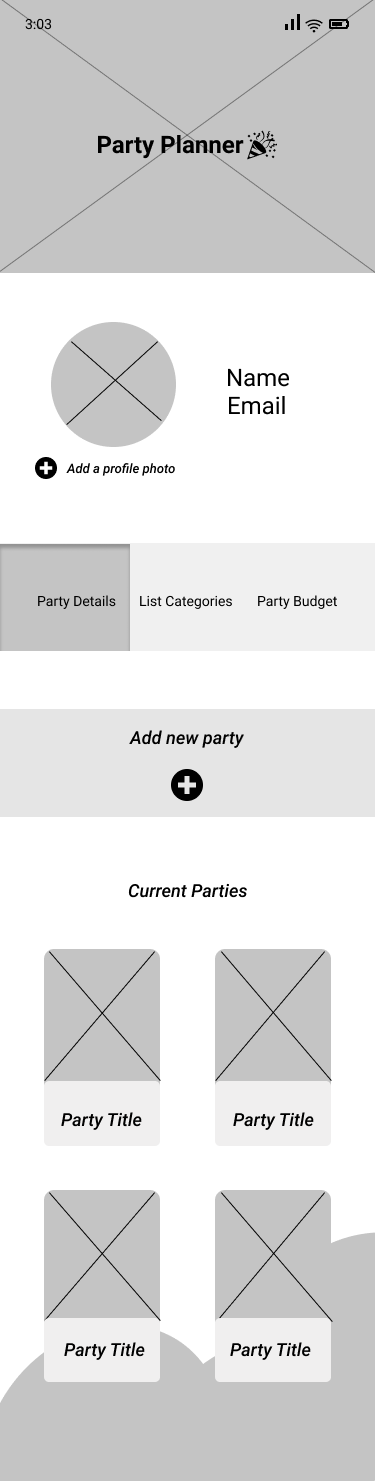 3:03
Party Planner
Name
Email
Add a profile photo
Party Details
List Categories
Party Budget
Add new party
Current Parties
Party Title
Party Title
Party Title
Party Title